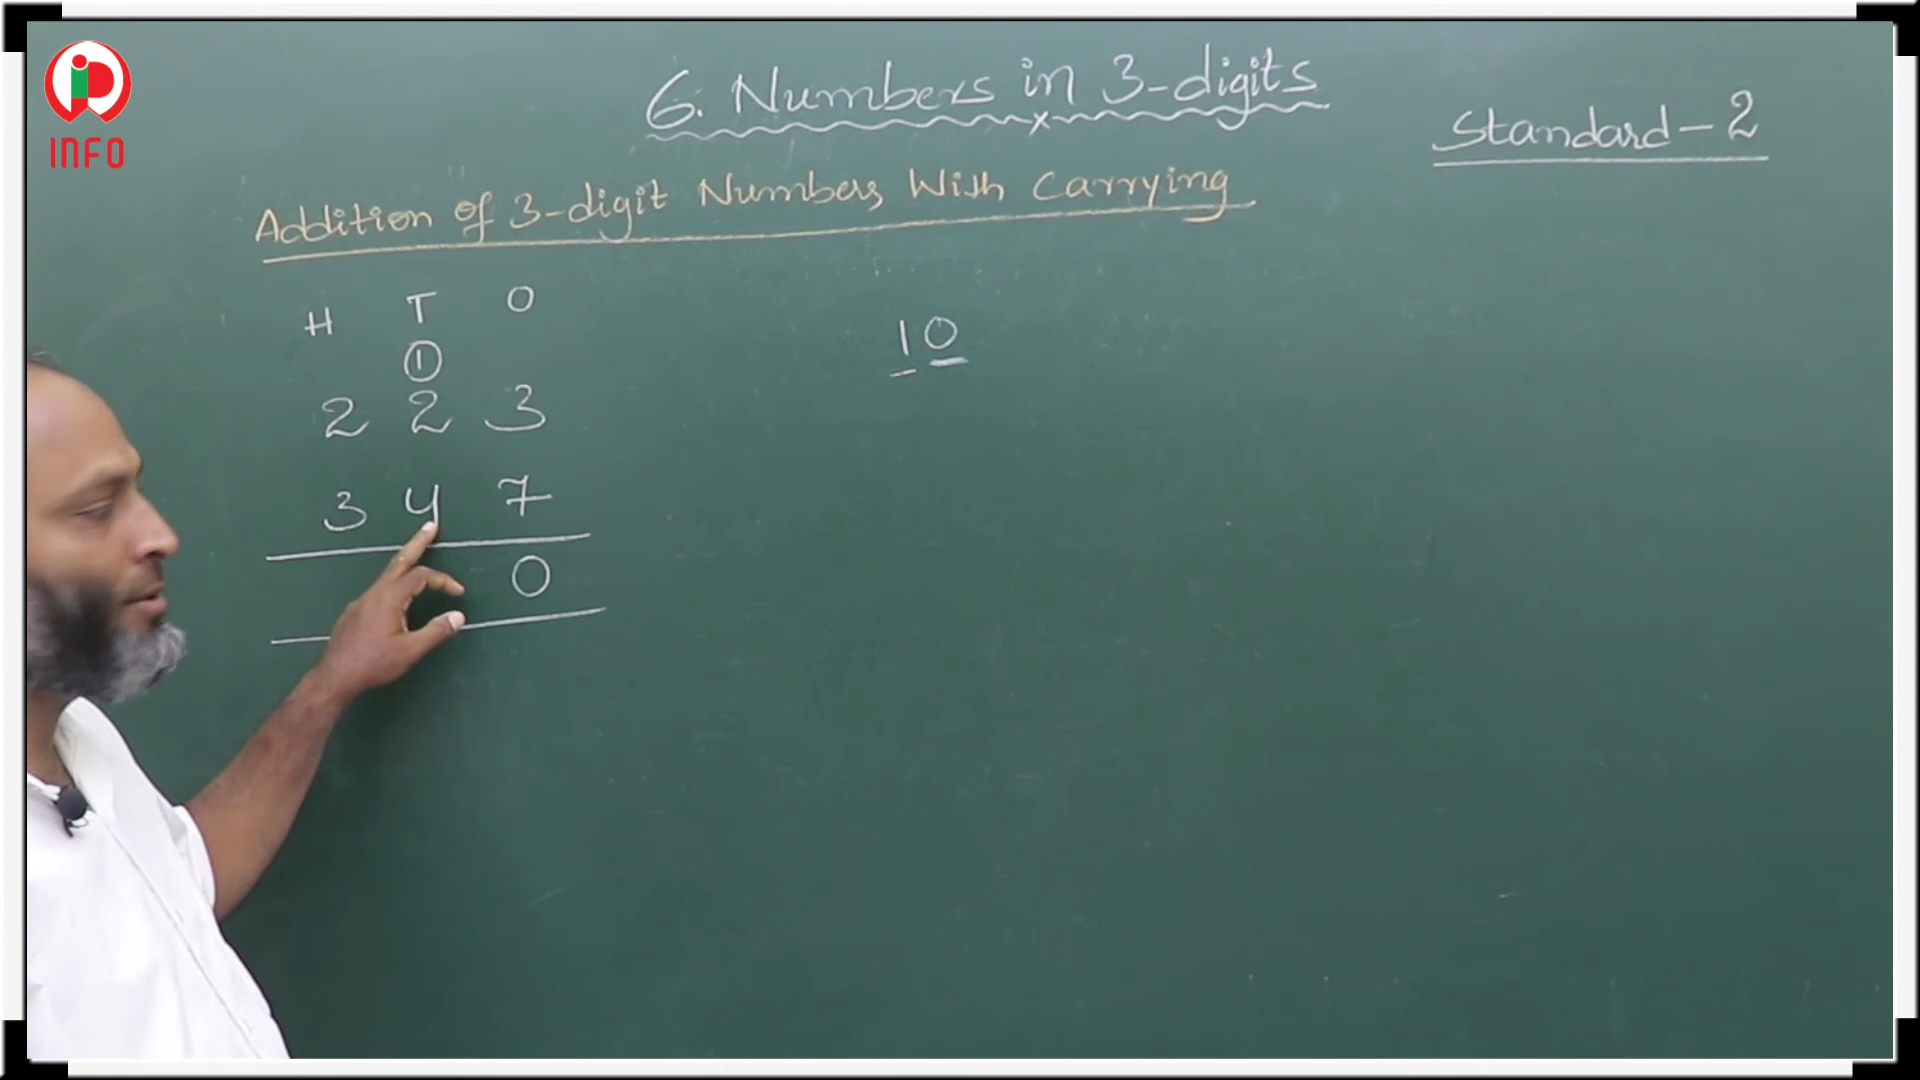 INFO
6. Numbers in 3-digits
Standard-2
Addition of 3-digit Numbers With Carrying
H T O
1
2 2 3
3 4 7
0
10